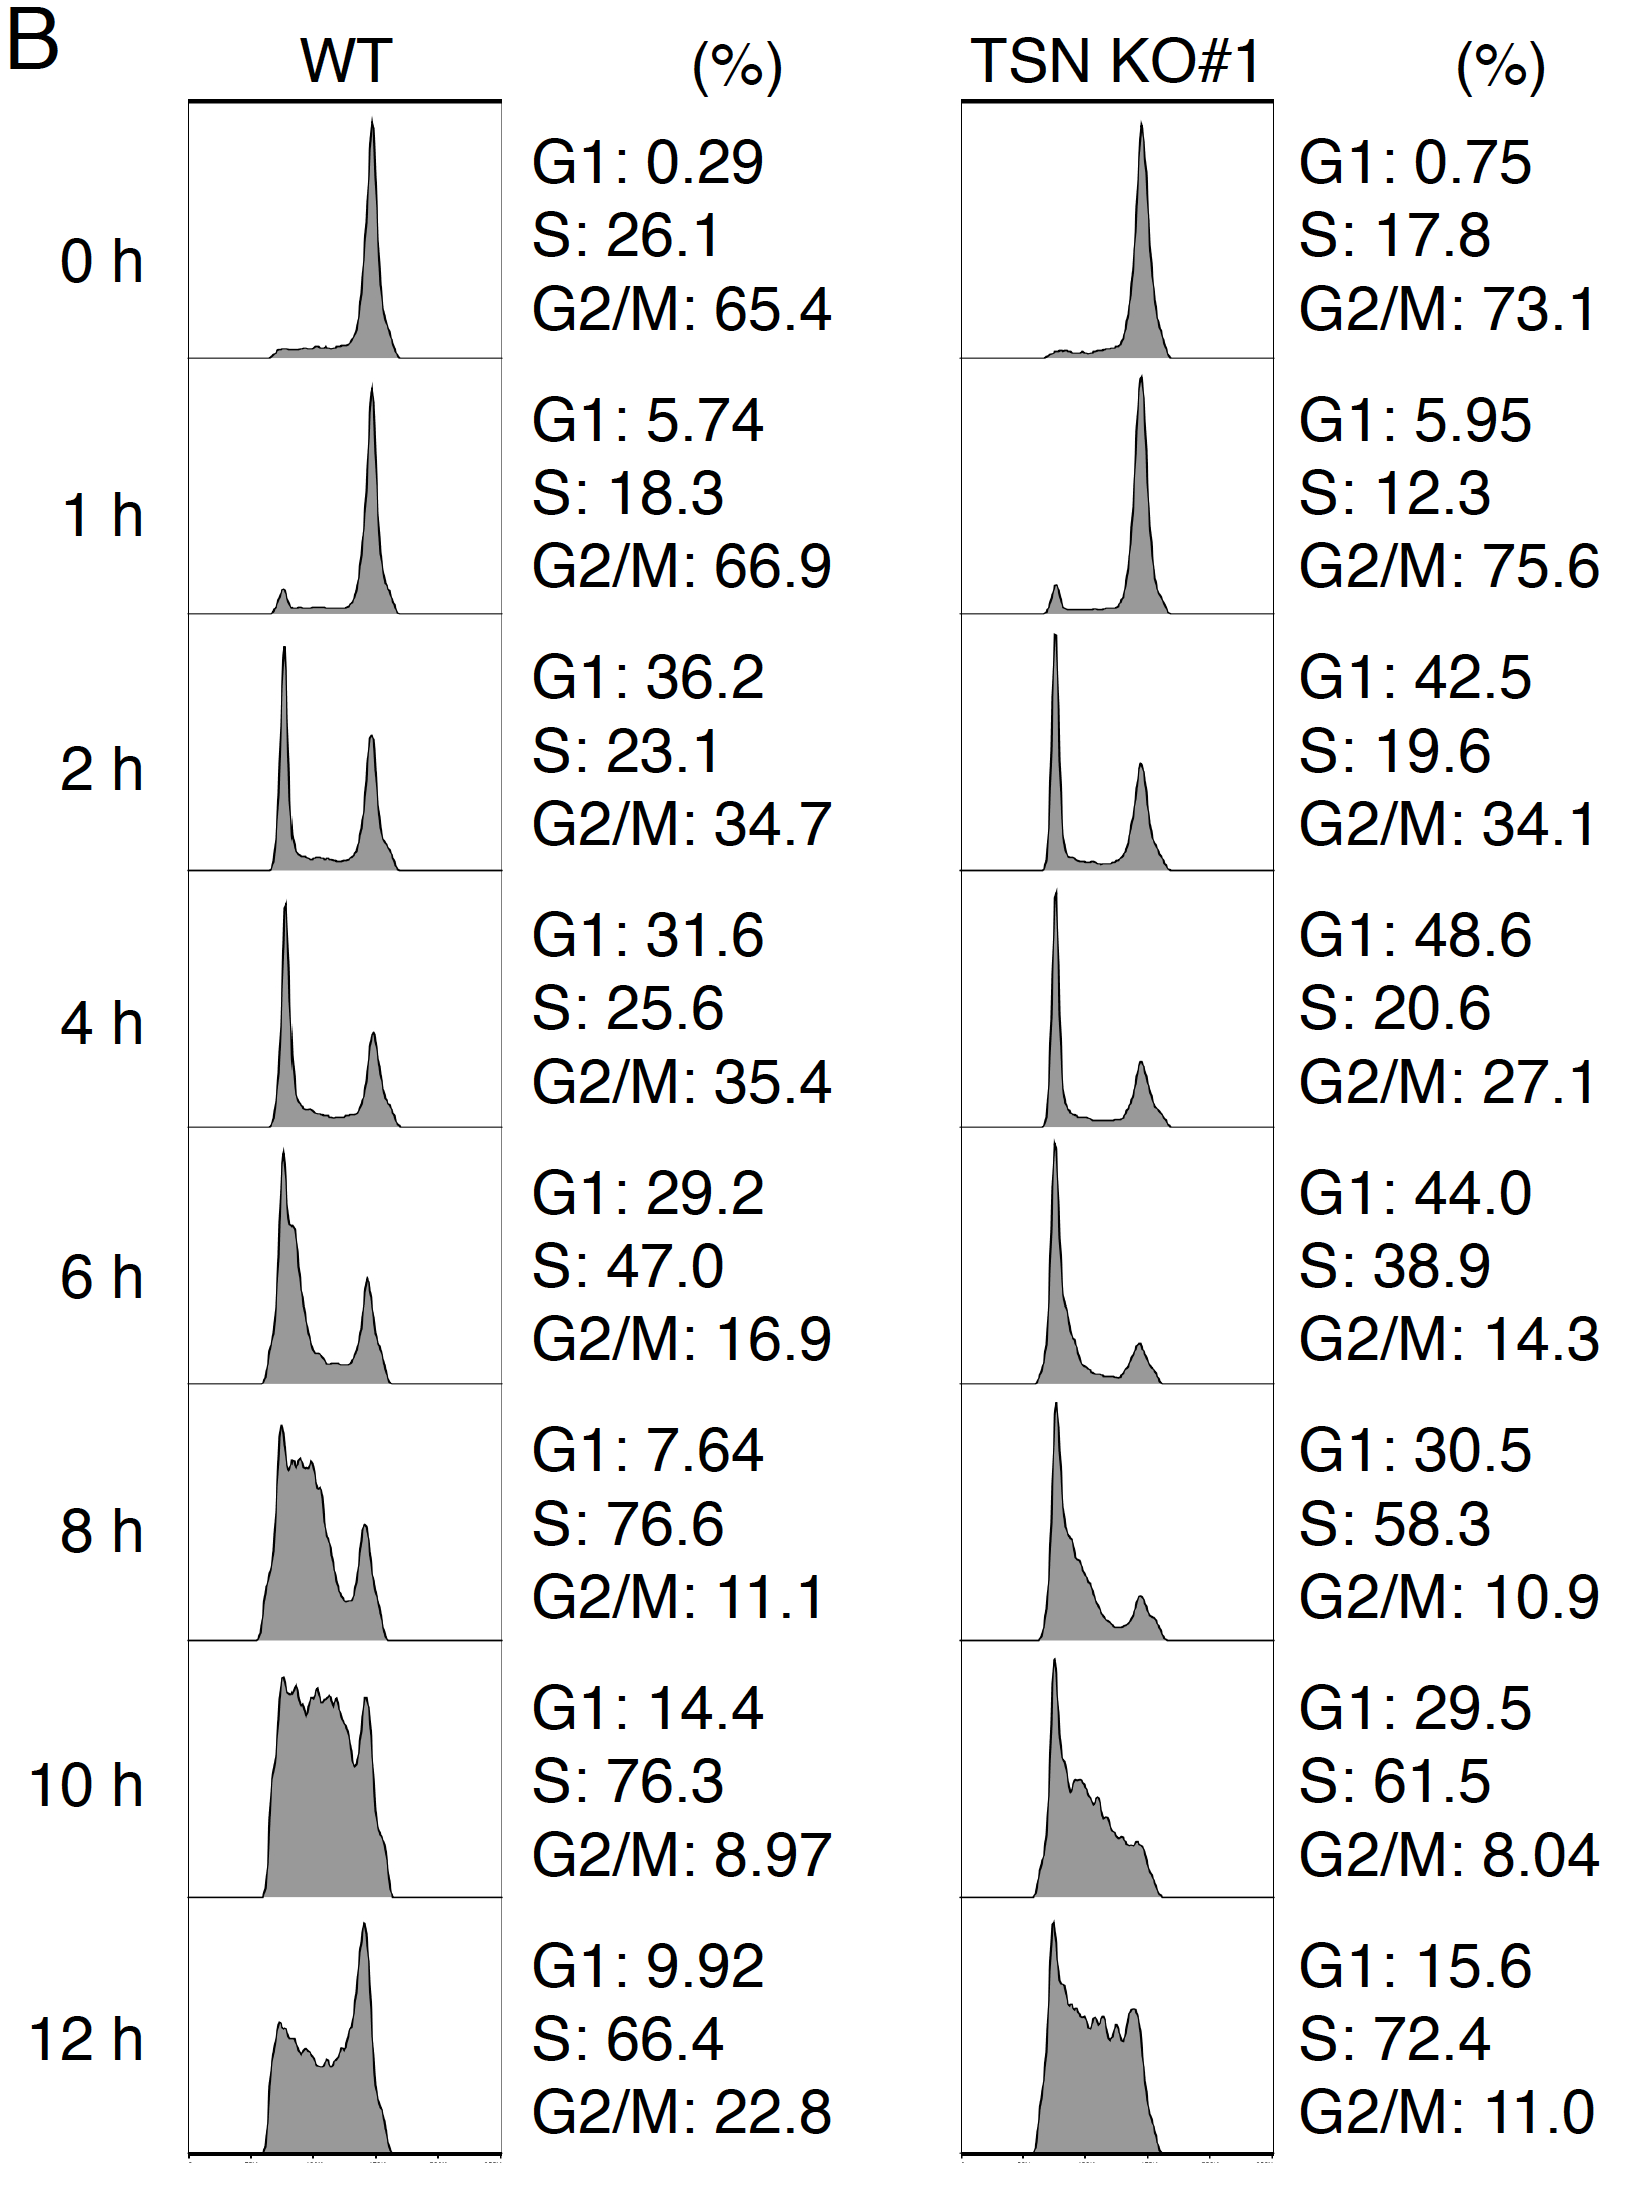 B
WT (%) TSN KO#1 (%)
0 h
G1: 0.29
S: 26.1
G2/M: 65.4
G1: 0.75
S: 17.8
G2/M: 73.1
1 h
G1: 5.74
S: 18.3
G2/M: 66.9
G1: 5.95
S: 12.3
G2/M: 75.6
2 h
G1: 36.2
S: 23.1
G2/M: 34.7
G1: 42.5
S: 19.6
G2/M: 34.1
4 h
G1: 31.6
S: 25.6
G2/M: 35.4
G1: 48.6
S: 20.6
G2/M: 27.1
6 h
G1: 29.2
S: 47.0
G2/M: 16.9
G1: 44.0
S: 38.9
G2/M: 14.3
8 h
G1: 7.64
S: 76.6
G2/M: 11.1
G1: 30.5
S: 58.3
G2/M: 10.9
10 h
G1: 14.4
S: 76.3
G2/M: 8.97
G1: 29.5
S: 61.5
G2/M: 8.04
12 h
G1: 9.92
S: 66.4
G2/M: 22.8
G1: 15.6
S: 72.4
G2/M: 11.0